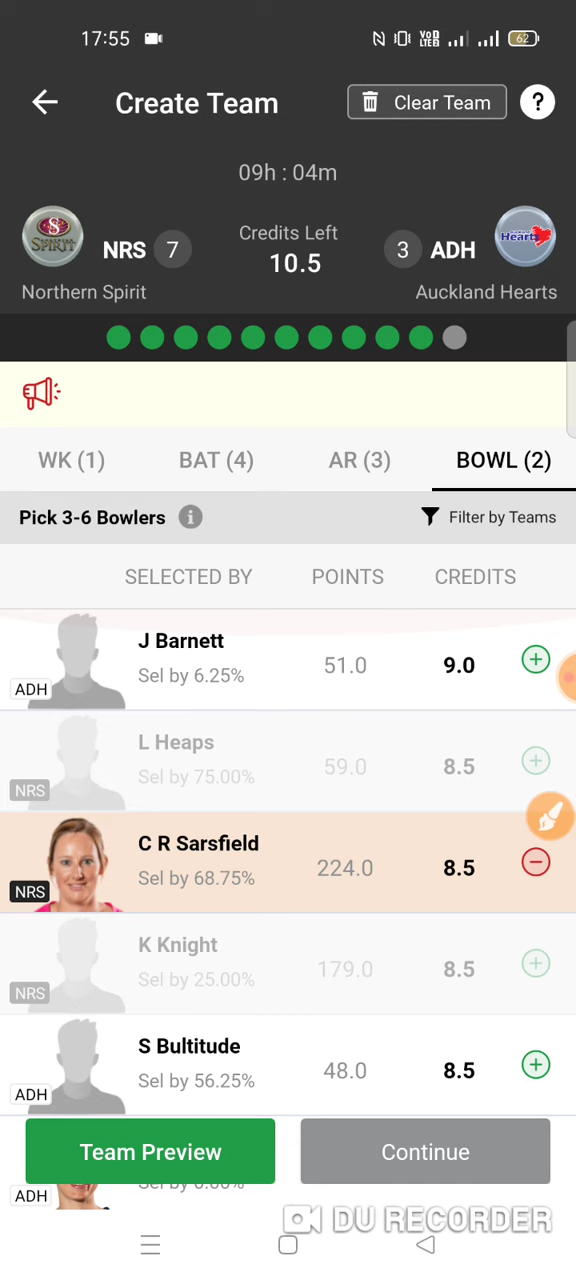 17:55
VoD LTE2 62
Create Team
Clear Team
?
09h : 04m
SPIRIT
NRS 7
Credits Left
10.5
3 ADH
Hearts
Northern Spirit
Auckland Hearts
WK (1) BAT (4) AR (3) BOWL (2)
Pick 3-6 Bowlers i
Filter by Teams
SELECTED BY POINTS CREDITS
J Barnett
Sel by 6.25%
51.0 9.0
ADH
L Heaps
Sel by 75.00%
59.0 8.5
NRS
C R Sarsfield
Sel by 68.75%
224.0 8.5
NRS
K Knight
Sel by 25.00%
179.0 8.5
NRS
S Bultitude
Sel by 56.25%
48.0 8.5
ADH
Team Preview
Continue
ADH
DU RECORDER